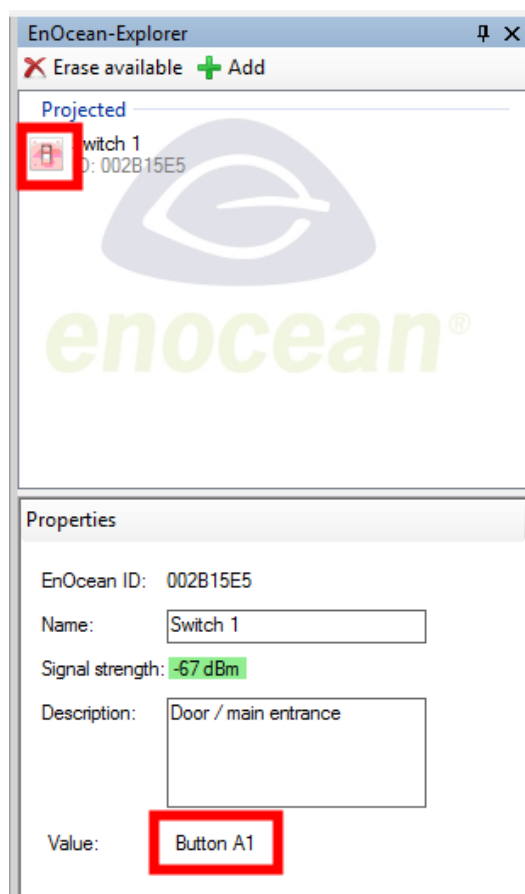 EnOcean-Explorer
Erase available Add
Projected
witch 1
D: 002B15E5
enocean®
Properties
EnOcean ID: 002B15E5
Name: Switch 1
Signal strength: -67 dBm
Description: Door / main entrance
Value: Button A1